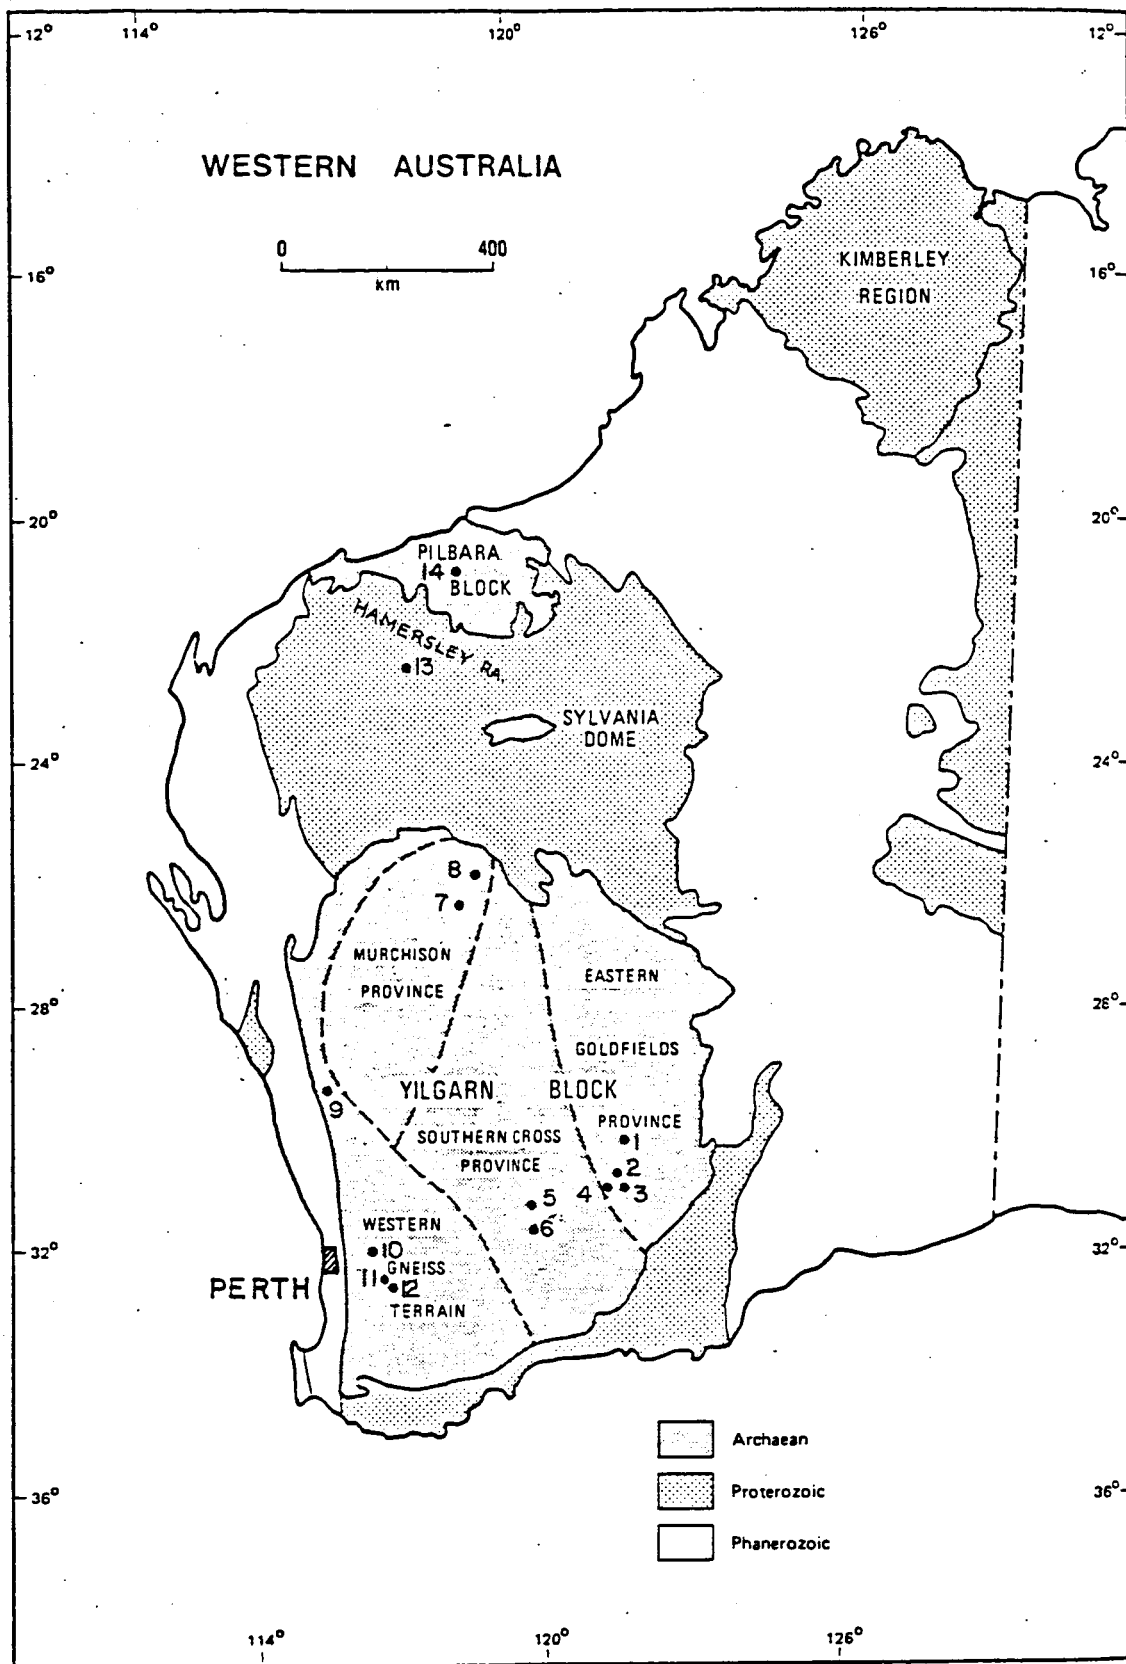 114° 120° 126°
12° 12°
WESTERN AUSTRALIA
0 400
km
KIMBERLEY
REGION
16° 16°
20° 20°
PILBARA
14 BLOCK
HAMERSLEY RA.
13
SYLVANIA
DOME
24° 24°
8
7
MURCHISON
PROVINCE
EASTERN
28° 28°
GOLDFIELDS
YILGARN BLOCK
9
PROVINCE
1
SOUTHERN CROSS
PROVINCE
2
4 3
5
6
WESTERN
10
32° 32°
GNEISS
11 12
PERTH
TERRAIN
Archaean
Proterozoic
Phanerozoic
36° 36°
114° 120° 126°